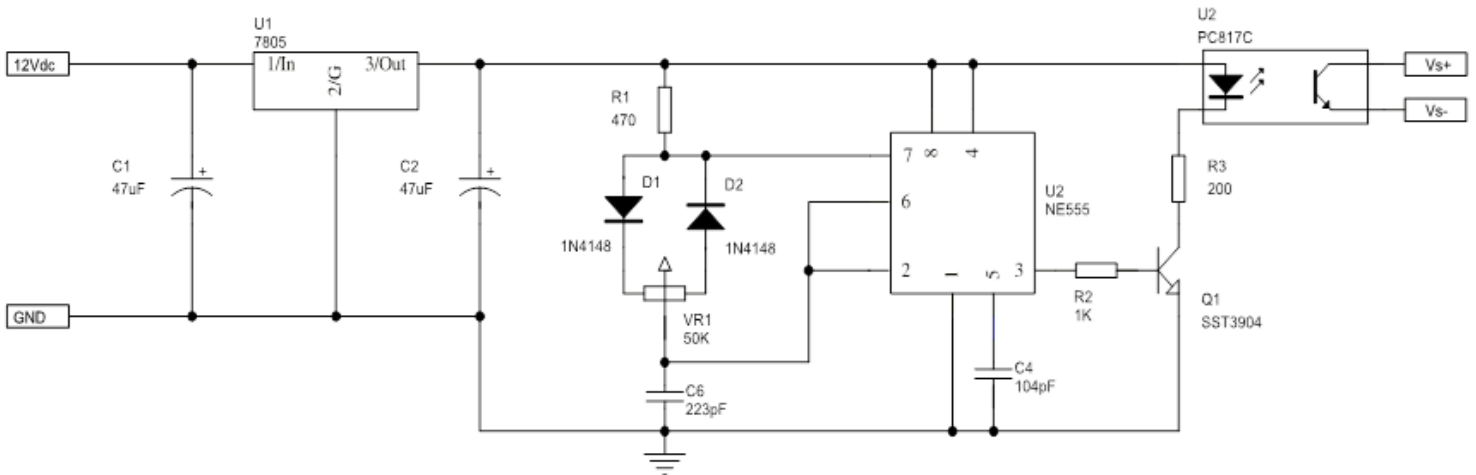 U1
7805
12Vdc
1/In
2/G
3/Out
U2
PC817C
Vs+
Vs-
R1
470
C1
47uF
+
C2
47uF
+
D1
1N4148
D2
1N4148
7
8
4
6
2
1
5
3
U2
NE555
R3
200
R2
1K
Q1
SST3904
GND
VR1
50K
C4
104pF
C6
223pF